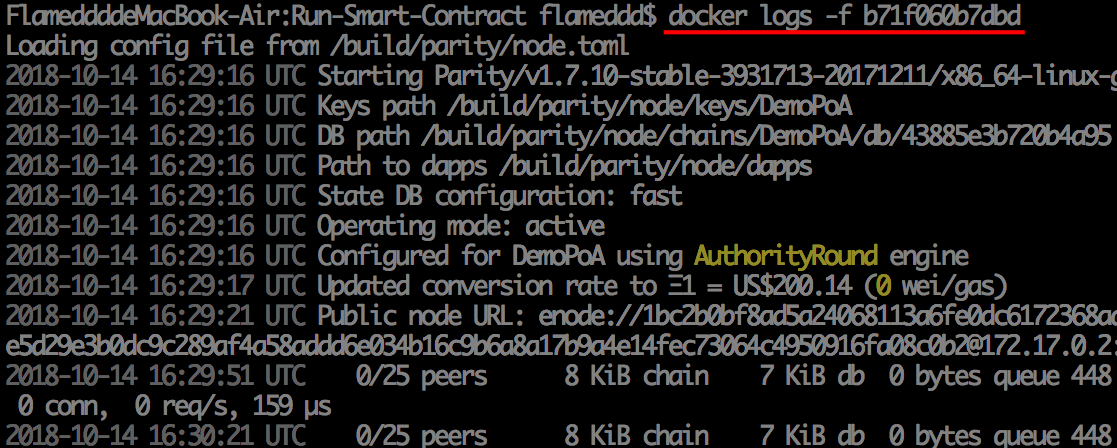 FlameddddeMacBook-Air:Run-Smart-Contract flameddd$ docker logs -f b71f060b7dbd
Loading config file from /build/parity/node.toml
2018-10-14 16:29:16 UTC Starting Parity/v1.7.10-stable-3931713-20171211/x86_64-linux-g
2018-10-14 16:29:16 UTC Keys path /build/parity/node/keys/DemoPoA
2018-10-14 16:29:16 UTC DB path /build/parity/node/chains/DemoPoA/db/43885e3b720b4a95
2018-10-14 16:29:16 UTC Path to dapps /build/parity/node/dapps
2018-10-14 16:29:16 UTC State DB configuration: fast
2018-10-14 16:29:16 UTC Operating mode: active
2018-10-14 16:29:16 UTC Configured for DemoPoA using AuthorityRound engine
2018-10-14 16:29:17 UTC Updated conversion rate to Ξ1 = US$200.14 (0 wei/gas)
2018-10-14 16:29:21 UTC Public node URL: enode://1bc2b0bf8ad5a24068113a6fe0dc6172368ad
e5d29e3b0dc9c289af4a58addd6e034b16c9b6a8a17b9a4e14fec73064c4950916fa08c0b2@172.17.0.2:
2018-10-14 16:29:51 UTC    0/25 peers      8 KiB chain    7 KiB db  0 bytes queue 448
 0 conn,  0 req/s, 159 µs
2018-10-14 16:30:21 UTC    0/25 peers      8 KiB chain    7 KiB db  0 bytes queue 448